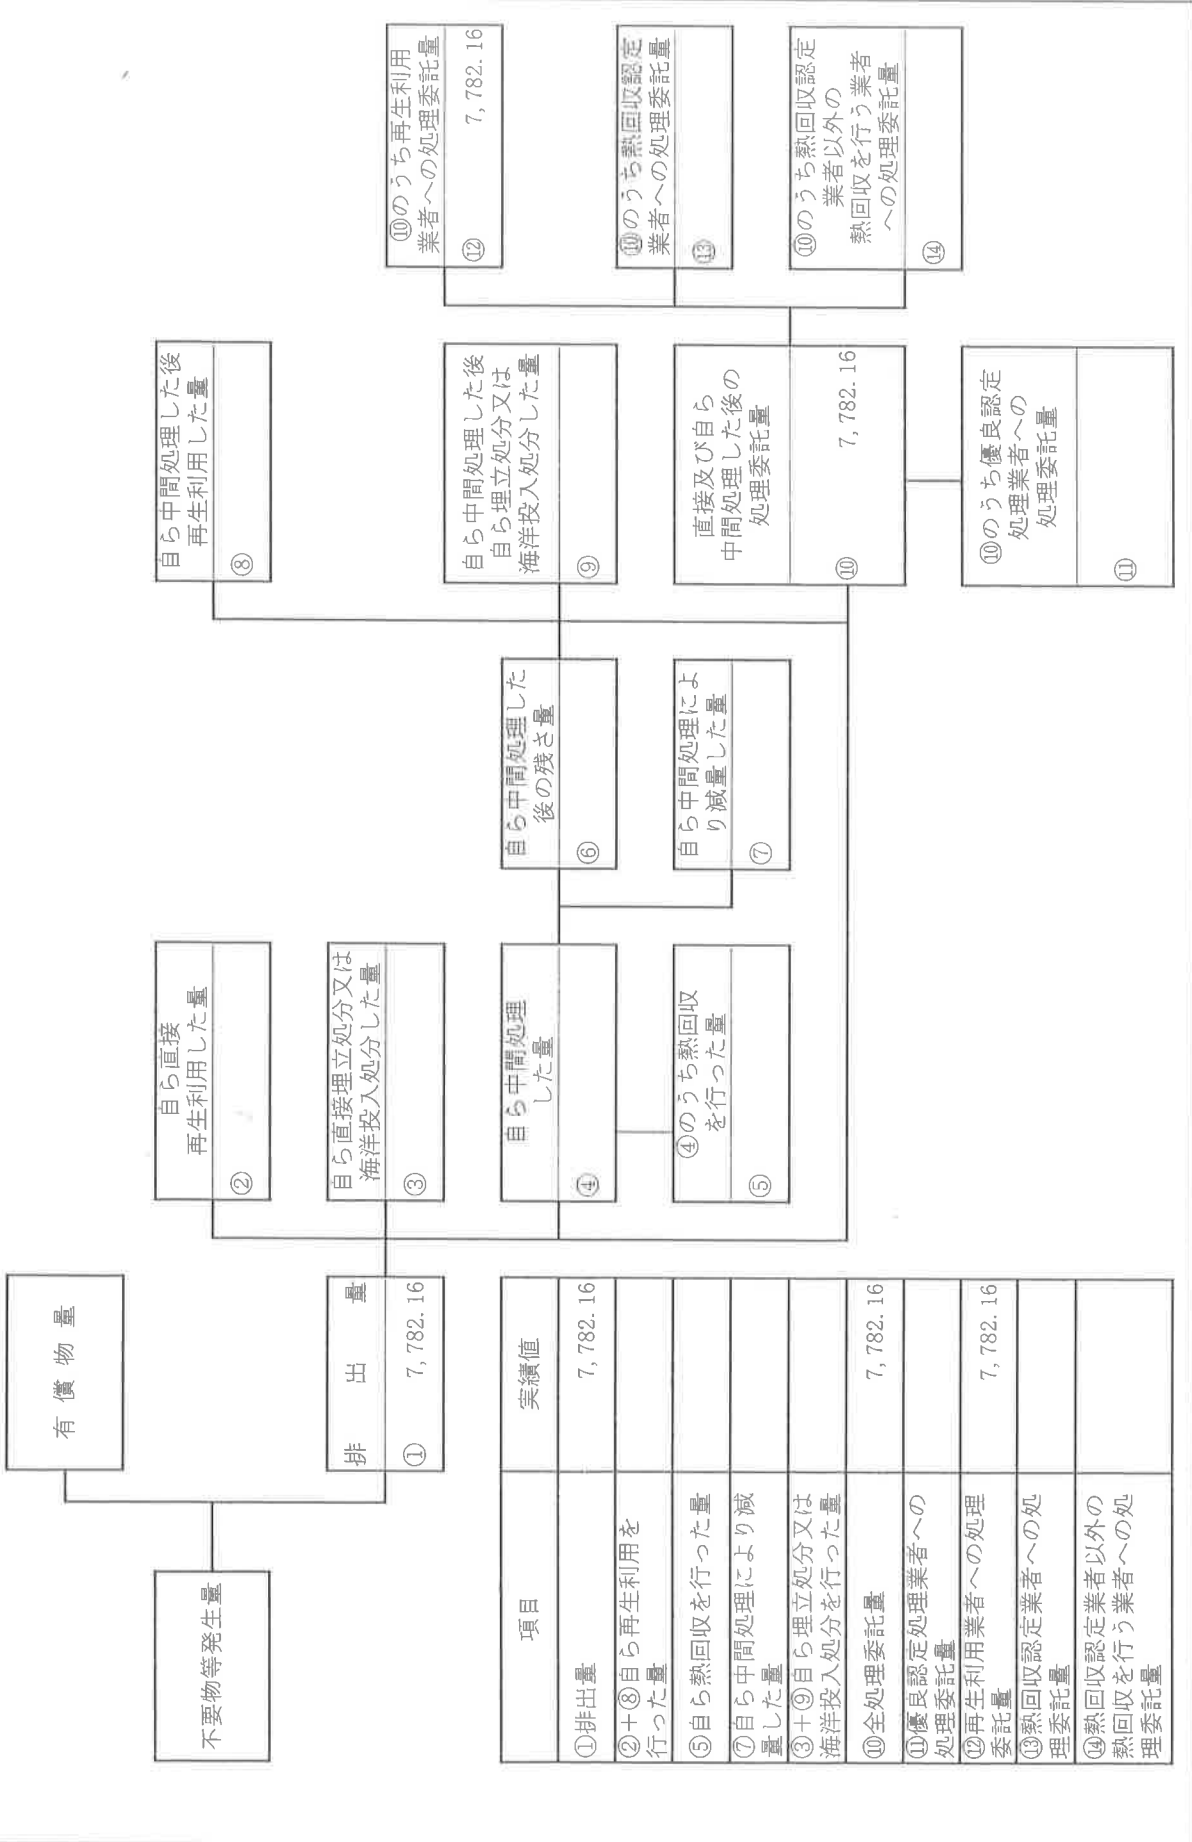 不要物等発生量
有償物量
排出量
① 7,782.16
自ら直接
再生利用した量
②
自ら直接埋立処分又は
海洋投入処分した量
③
自ら中間処理
した量
④
④のうち熱回収
を行った量
⑤
自ら中間処理した
後の残さ量
⑥
自ら中間処理によ
り減量した量
⑦
自ら中間処理した後
再生利用した量
⑧
自ら中間処理した後
自ら埋立処分又は
海洋投入処分した量
⑨
直接及び自ら
中間処理した後の
処理委託量
⑩ 7,782.16
⑩のうち優良認定
処理業者への
処理委託量
⑪
⑩のうち再生利用
業者への処理委託量
⑫ 7,782.16
⑩のうち熱回収認定
業者への処理委託量
⑬
⑩のうち熱回収認定
業者以外の
熱回収を行う業者
への処理委託量
⑭
項目 実績値
①排出量 7,782.16
②+⑧自ら再生利用を
行った量
⑤自ら熱回収を行った量
⑦自ら中間処理により減
量した量
③+⑨自ら埋立処分又は
海洋投入処分を行った量
⑩全処理委託量 7,782.16
⑪優良認定処理業者への
処理委託量
⑫再生利用業者への処理
委託量 7,782.16
⑬熱回収認定業者への処
理委託量
⑭熱回収認定業者以外の
熱回収を行う業者への処
理委託量